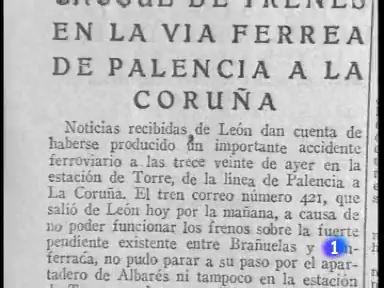 CHOQUE DE TRENES
EN LA VIA FERREA
DE PALENCIA A LA
CORUÑA
Noticias recibidas de León dan cuenta de
haberse producido un importante accidente
ferroviario a las trece veinte de ayer en la
estación de Torre, de la línea de Palencia a
La Coruña. El tren correo número 421, que
salió de León hoy por la mañana, a causa de
no poder funcionar los frenos sobre la fuerte
pendiente existente entre Brañuelas y
ferrada, no pudo parar a su paso por el apar-
tadero de Albarés ni tampoco en la estación
1